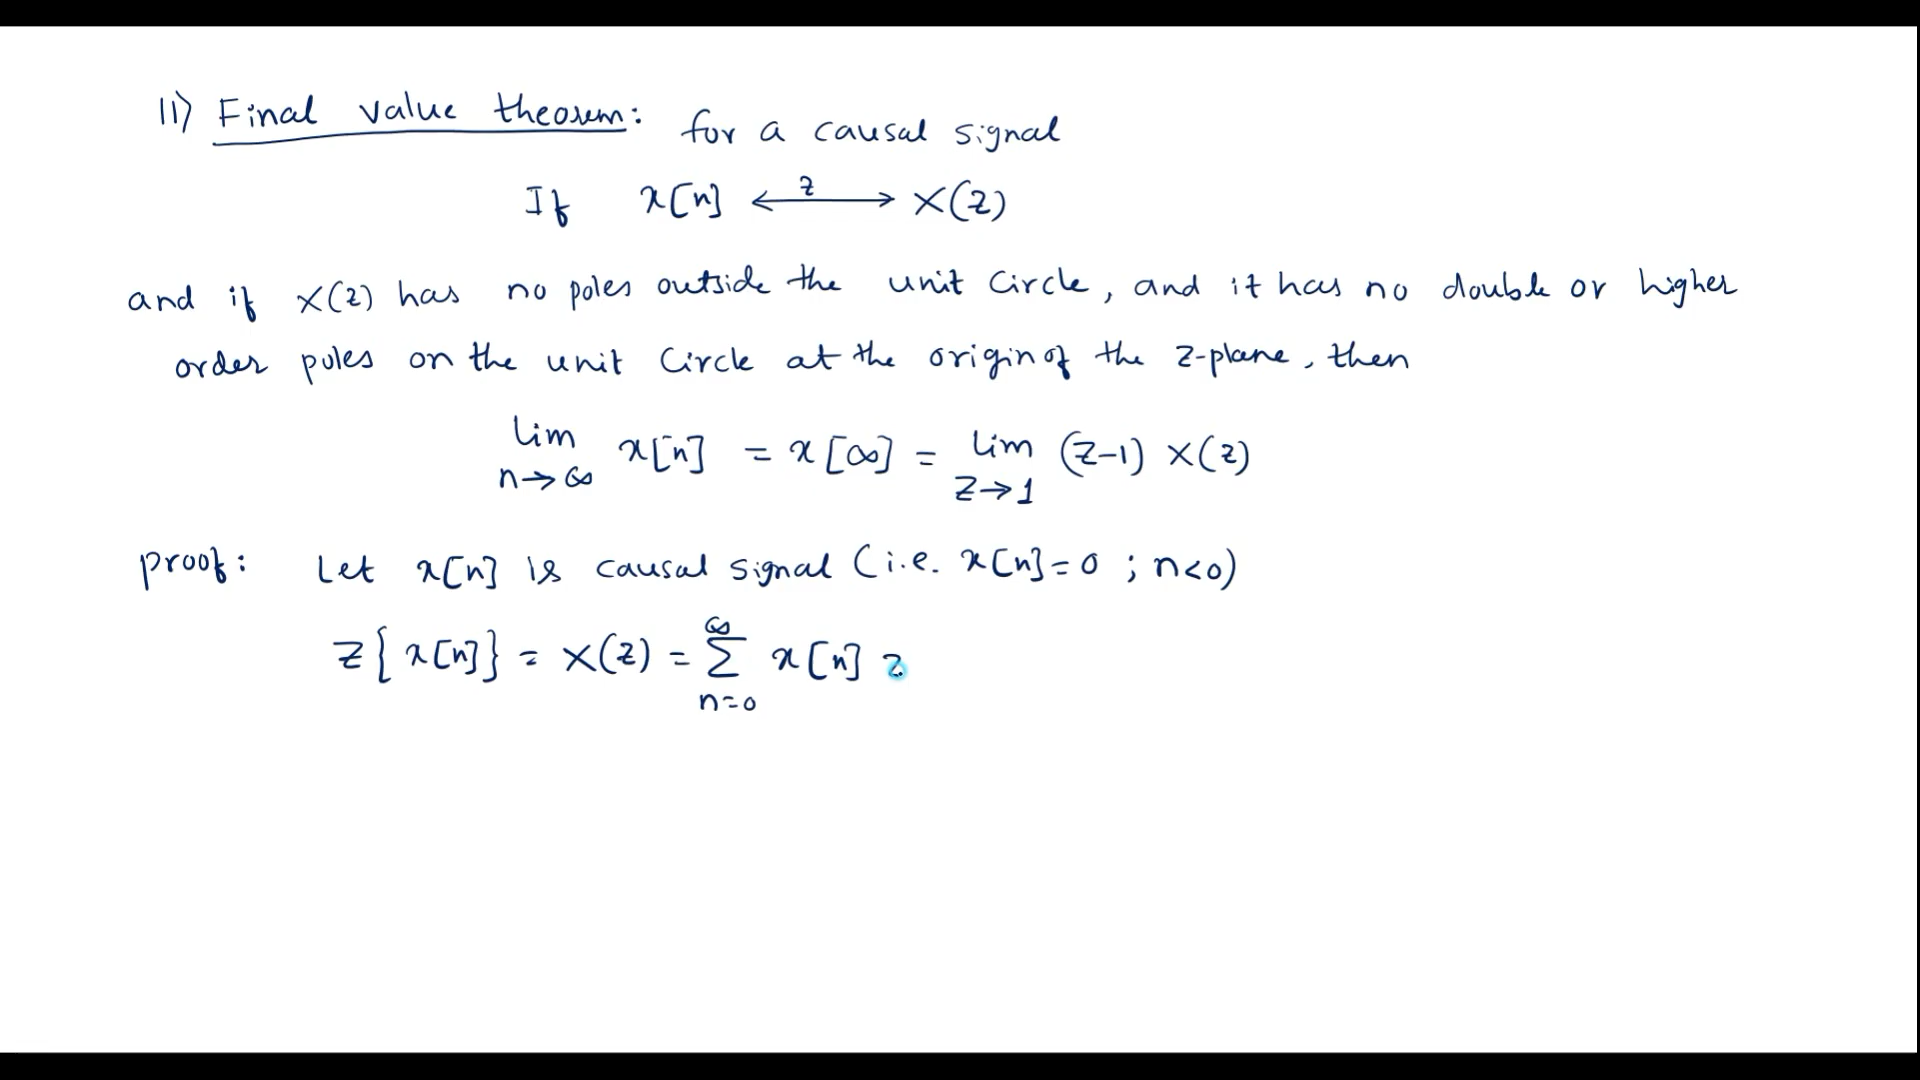 11) Final value theorem: for a causal signal
If x[n] ⟷ᶻ X(z)
and if X(z) has no poles outside the unit circle, and it has no double or higher
order poles on the unit circle at the origin of the z-plane, then
lim n→∞ x[n] = x[∞] = lim z→1 (z-1) X(z)
proof: Let x[n] is causal signal (i.e. x[n]=0 ; n<0)
Z{x[n]} = X(z) = ∑ n=0 ∞ x[n] z